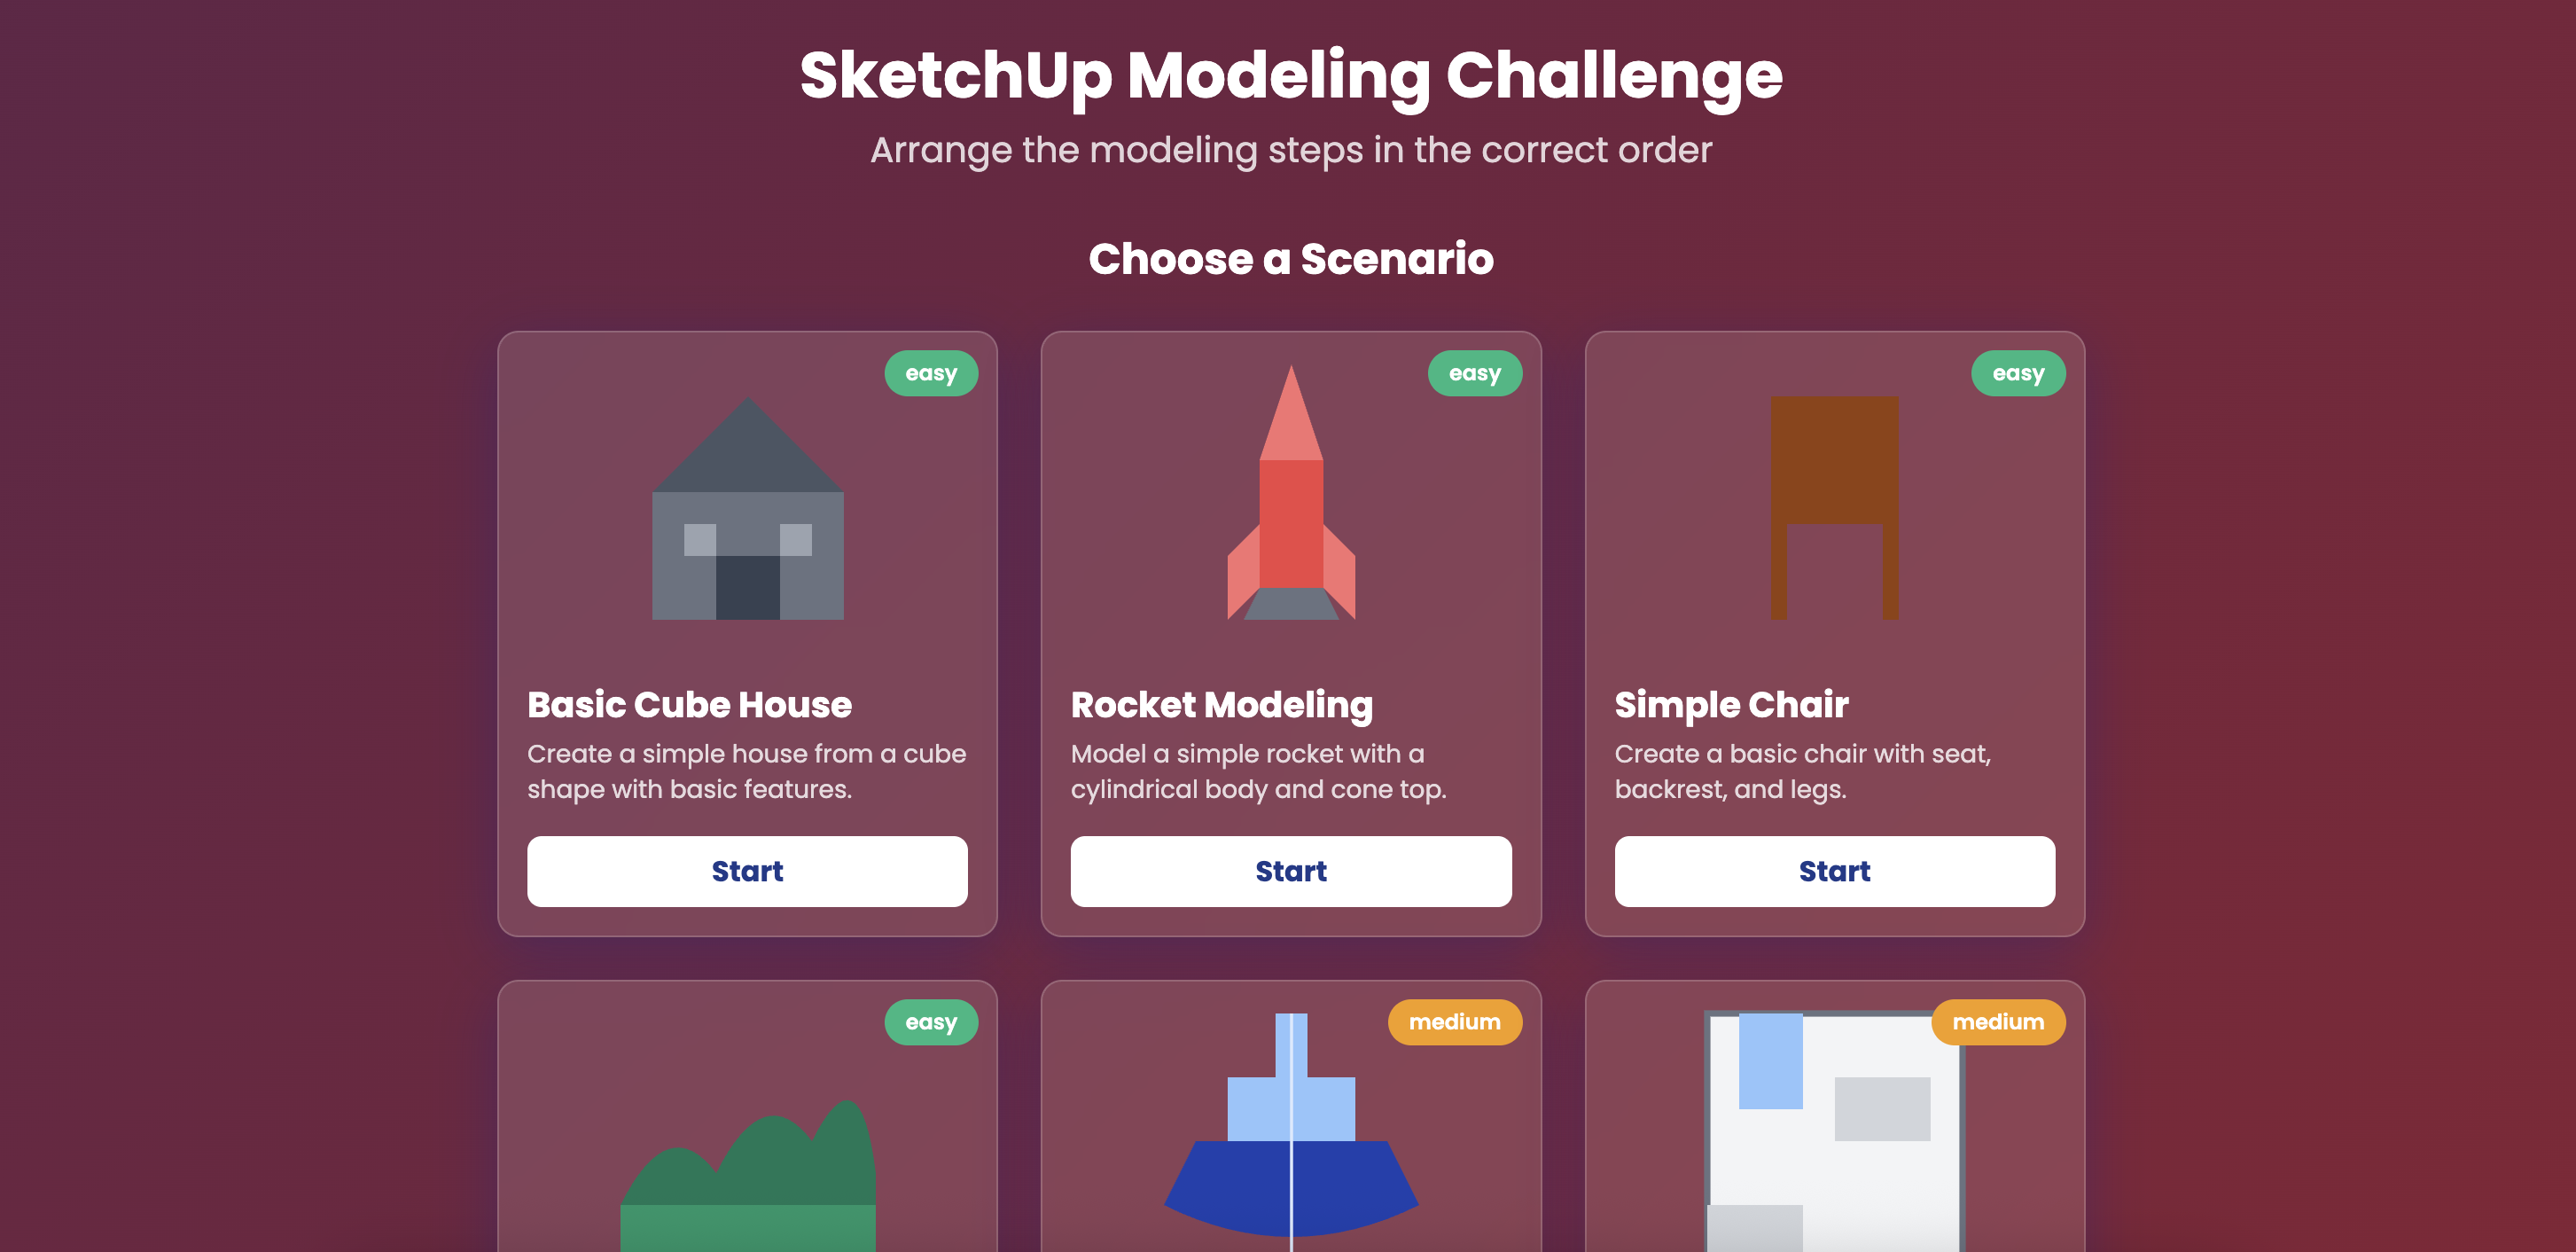 SketchUp Modeling Challenge
Arrange the modeling steps in the correct order
Choose a Scenario
easy
Basic Cube House
Create a simple house from a cube
shape with basic features.
Start
easy
Rocket Modeling
Model a simple rocket with a
cylindrical body and cone top.
Start
easy
Simple Chair
Create a basic chair with seat,
backrest, and legs.
Start
easy
medium
medium